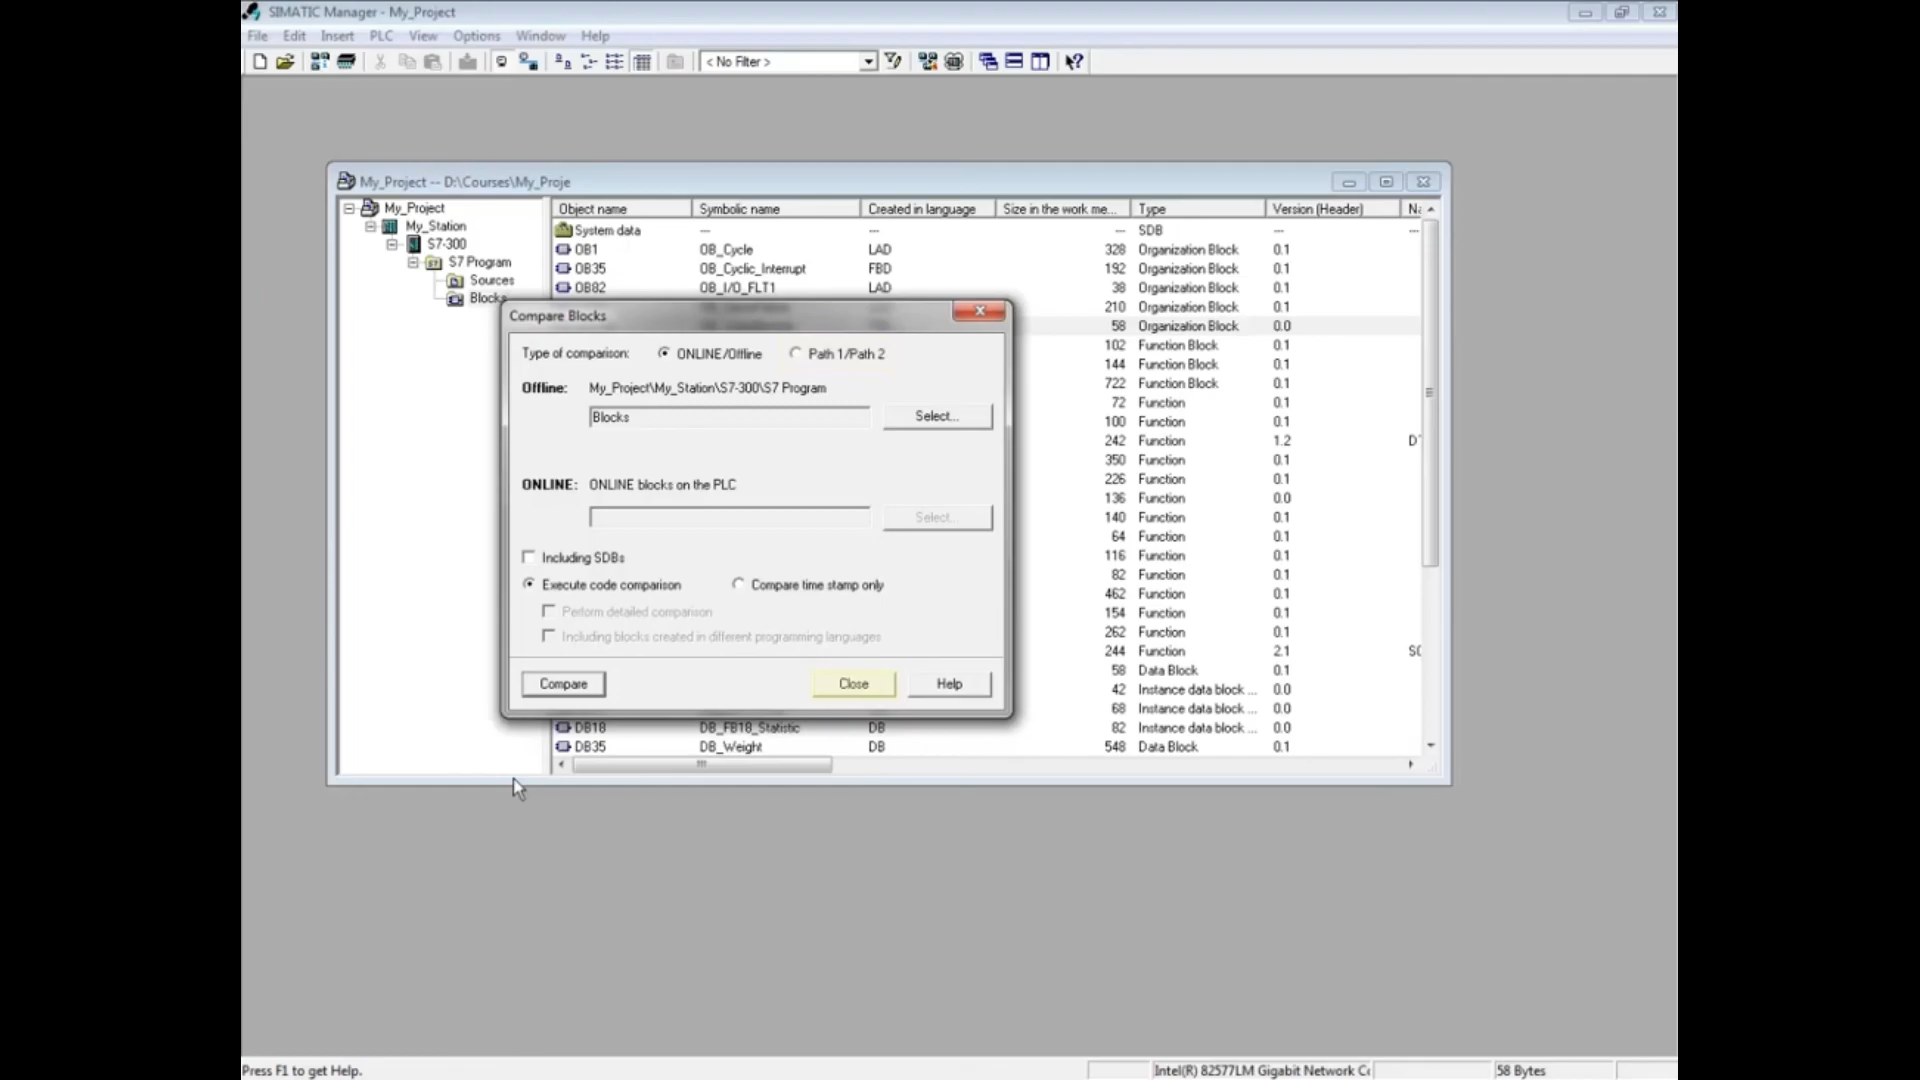 SIMATIC Manager - My_Project
File Edit Insert PLC View Options Window Help
< No Filter >
My_Project -- D:\Courses\My_Proje
My_Project
My_Station
S7-300
S7 Program
Sources
Blocks
Object name Symbolic name Created in language Size in the work me... Type Version (Header)
System data --- --- --- SDB --- ---
OB1 OB_Cycle LAD 328 Organization Block 0.1
OB35 OB_Cyclic_Interrupt FBD 192 Organization Block 0.1
OB82 OB_I/O_FLT1 LAD 38 Organization Block 0.1
210 Organization Block 0.1
58 Organization Block 0.0
102 Function Block 0.1
144 Function Block 0.1
722 Function Block 0.1
72 Function 0.1
100 Function 0.1
242 Function 1.2
350 Function 0.1
226 Function 0.1
136 Function 0.0
140 Function 0.1
64 Function 0.1
116 Function 0.1
82 Function 0.1
462 Function 0.1
154 Function 0.1
262 Function 0.1
244 Function 2.1
58 Data Block 0.1
42 Instance data block ... 0.0
68 Instance data block ... 0.0
DB18 DB_FB18_Statistic DB 82 Instance data block ... 0.0
DB35 DB_Weight DB 548 Data Block 0.1
Compare Blocks
Type of comparison: ONLINE/Offline Path 1/Path 2
Offline: My_Project\My_Station\S7-300\S7 Program
Blocks Select...
ONLINE: ONLINE blocks on the PLC
Select...
Including SDBs
Execute code comparison Compare time stamp only
Perform detailed comparison
Including blocks created in different programming languages
Compare Close Help
Press F1 to get Help. Intel(R) 82577LM Gigabit Network 58 Bytes